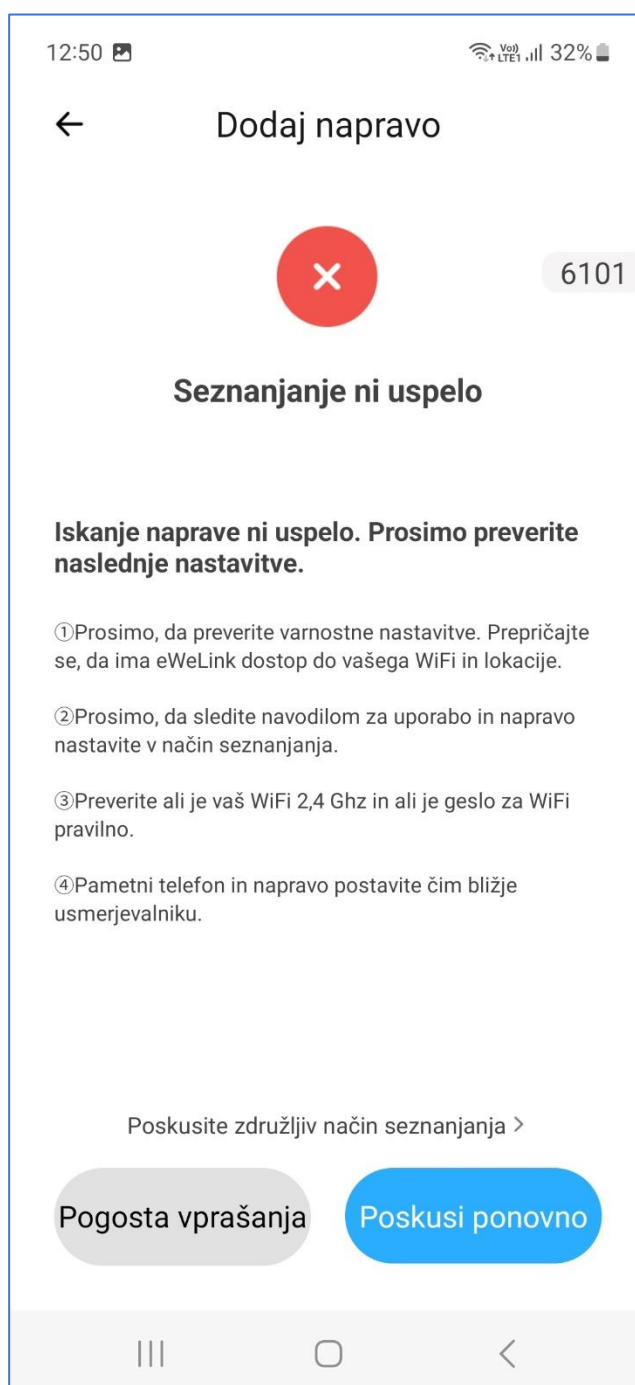 12:50
Vo)) LTE1 32%
Dodaj napravo
6101
Seznanjanje ni uspelo
Iskanje naprave ni uspelo. Prosimo preverite
naslednje nastavitve.
①Prosimo, da preverite varnostne nastavitve. Prepričajte
se, da ima eWeLink dostop do vašega WiFi in lokacije.
②Prosimo, da sledite navodilom za uporabo in napravo
nastavite v način seznanjanja.
③Preverite ali je vaš WiFi 2,4 Ghz in ali je geslo za WiFi
pravilno.
④Pametni telefon in napravo postavite čim bližje
usmerjevalniku.
Poskusite združljiv način seznanjanja >
Pogosta vprašanja
Poskusi ponovno